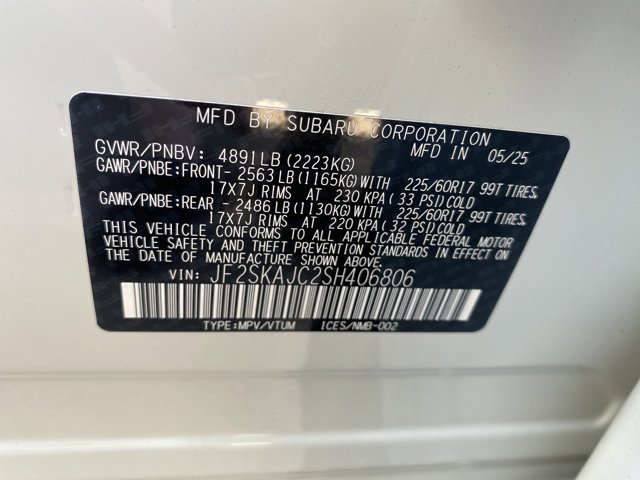 MFD BY SUBARU CORPORATION
GVWR/PNBV: 4891LB(2223KG) MFD IN 05/25
GAWR/PNBE:FRONT- 2563LB(1165KG)WITH 225/60R17 99T TIRES,
17X7J RIMS AT 230 KPA( 33 PSI)COLD
GAWR/PNBE:REAR - 2486LB(1130KG)WITH 225/60R17 99T TIRES,
17X7J RIMS AT 220 KPA( 32 PSI)COLD
THIS VEHICLE CONFORMS TO ALL APPLICABLE FEDERAL MOTOR
VEHICLE SAFETY AND THEFT PREVENTION STANDARDS IN EFFECT ON
THE DATE OF MANUFACTURE SHOWN ABOVE.
VIN: JF2SKAJC2SH406806
TYPE:MPV/VTUM ICES/NMB-002